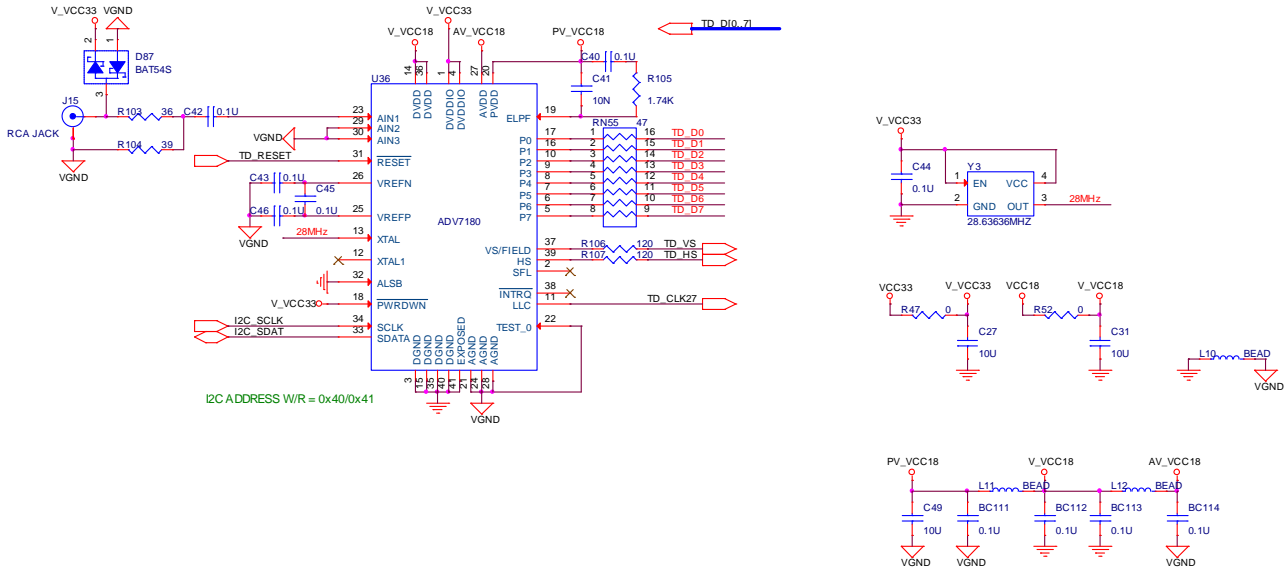 V_VCC33 VGND
2
1
D87
BAT54S
3
J15
RCA JACK
R103 36
C42 0.1U
R104 39
VGND
VGND
TD_RESET
C43 0.1U
C45
0.1U
C46 0.1U
VGND
28MHz
V_VCC33
I2C_SCLK
I2C_SDAT
I2C ADDRESS W/R = 0x40/0x41
V_VCC33
V_VCC18 AV_VCC18 PV_VCC18
14 36 1 4 27 20
U36
DVDD DVDD DVDDIO DVDDIO AVDD PVDD
23 AIN1
29 AIN2
30 AIN3
31 RESET
26 VREFN
25 VREFP
13 XTAL
12 XTAL1
32 ALSB
18 PWRDWN
34 SCLK
33 SDATA
ADV7180
ELPF 19
P0 17
P1 16
P2 10
P3 9
P4 8
P5 7
P6 6
P7 5
VS/FIELD 37
HS 39
SFL 2
INTRQ 38
LLC 11
TEST_0 22
DGND DGND DGND DGND EXPOSED AGND AGND AGND
3 15 35 40 41 21 24 28
VGND
C40 0.1U
C41
10N
R105
1.74K
RN55 47
1 16 TD_D0
2 15 TD_D1
3 14 TD_D2
4 13 TD_D3
5 12 TD_D4
6 11 TD_D5
7 10 TD_D6
8 9 TD_D7
R106 120 TD_VS
R107 120 TD_HS
TD_CLK27
TD_D[0..7]
V_VCC33
C44
0.1U
Y3
1 EN VCC 4
2 GND OUT 3
28.63636MHZ
28MHz
VCC33 V_VCC33
R47 0
C27
10U
VCC18 V_VCC18
R52 0
C31
10U
L10 BEAD
VGND
PV_VCC18 V_VCC18 AV_VCC18
L11 BEAD L12 BEAD
C49 BC111 BC112 BC113 BC114
10U 0.1U 0.1U 0.1U 0.1U
VGND VGND VGND